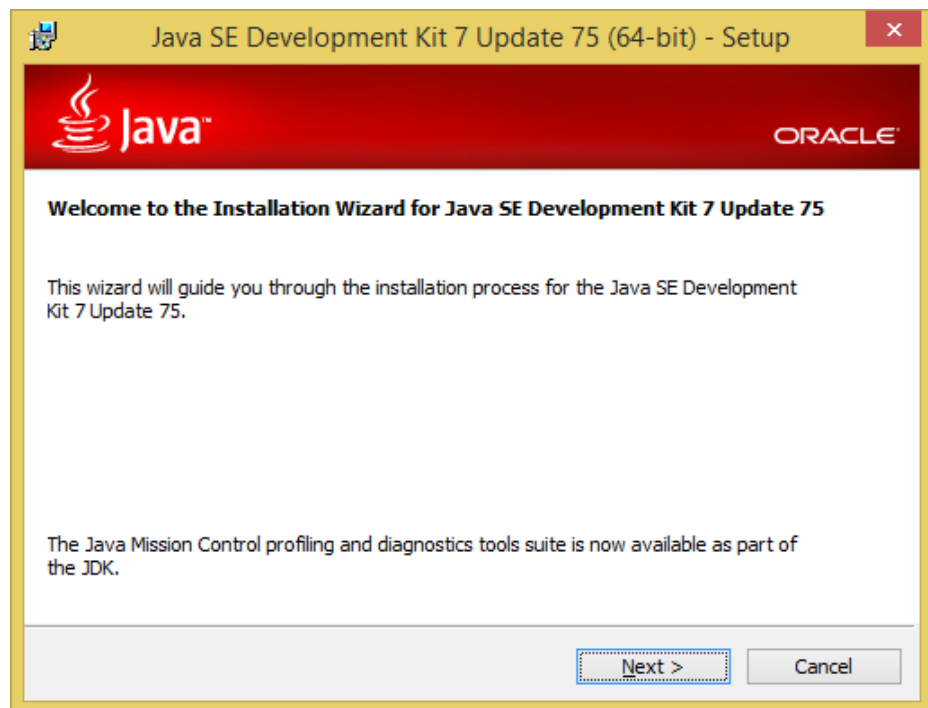 Java SE Development Kit 7 Update 75 (64-bit) - Setup
Java™
ORACLE®
Welcome to the Installation Wizard for Java SE Development Kit 7 Update 75
This wizard will guide you through the installation process for the Java SE Development
Kit 7 Update 75.
The Java Mission Control profiling and diagnostics tools suite is now available as part of
the JDK.
Next >
Cancel